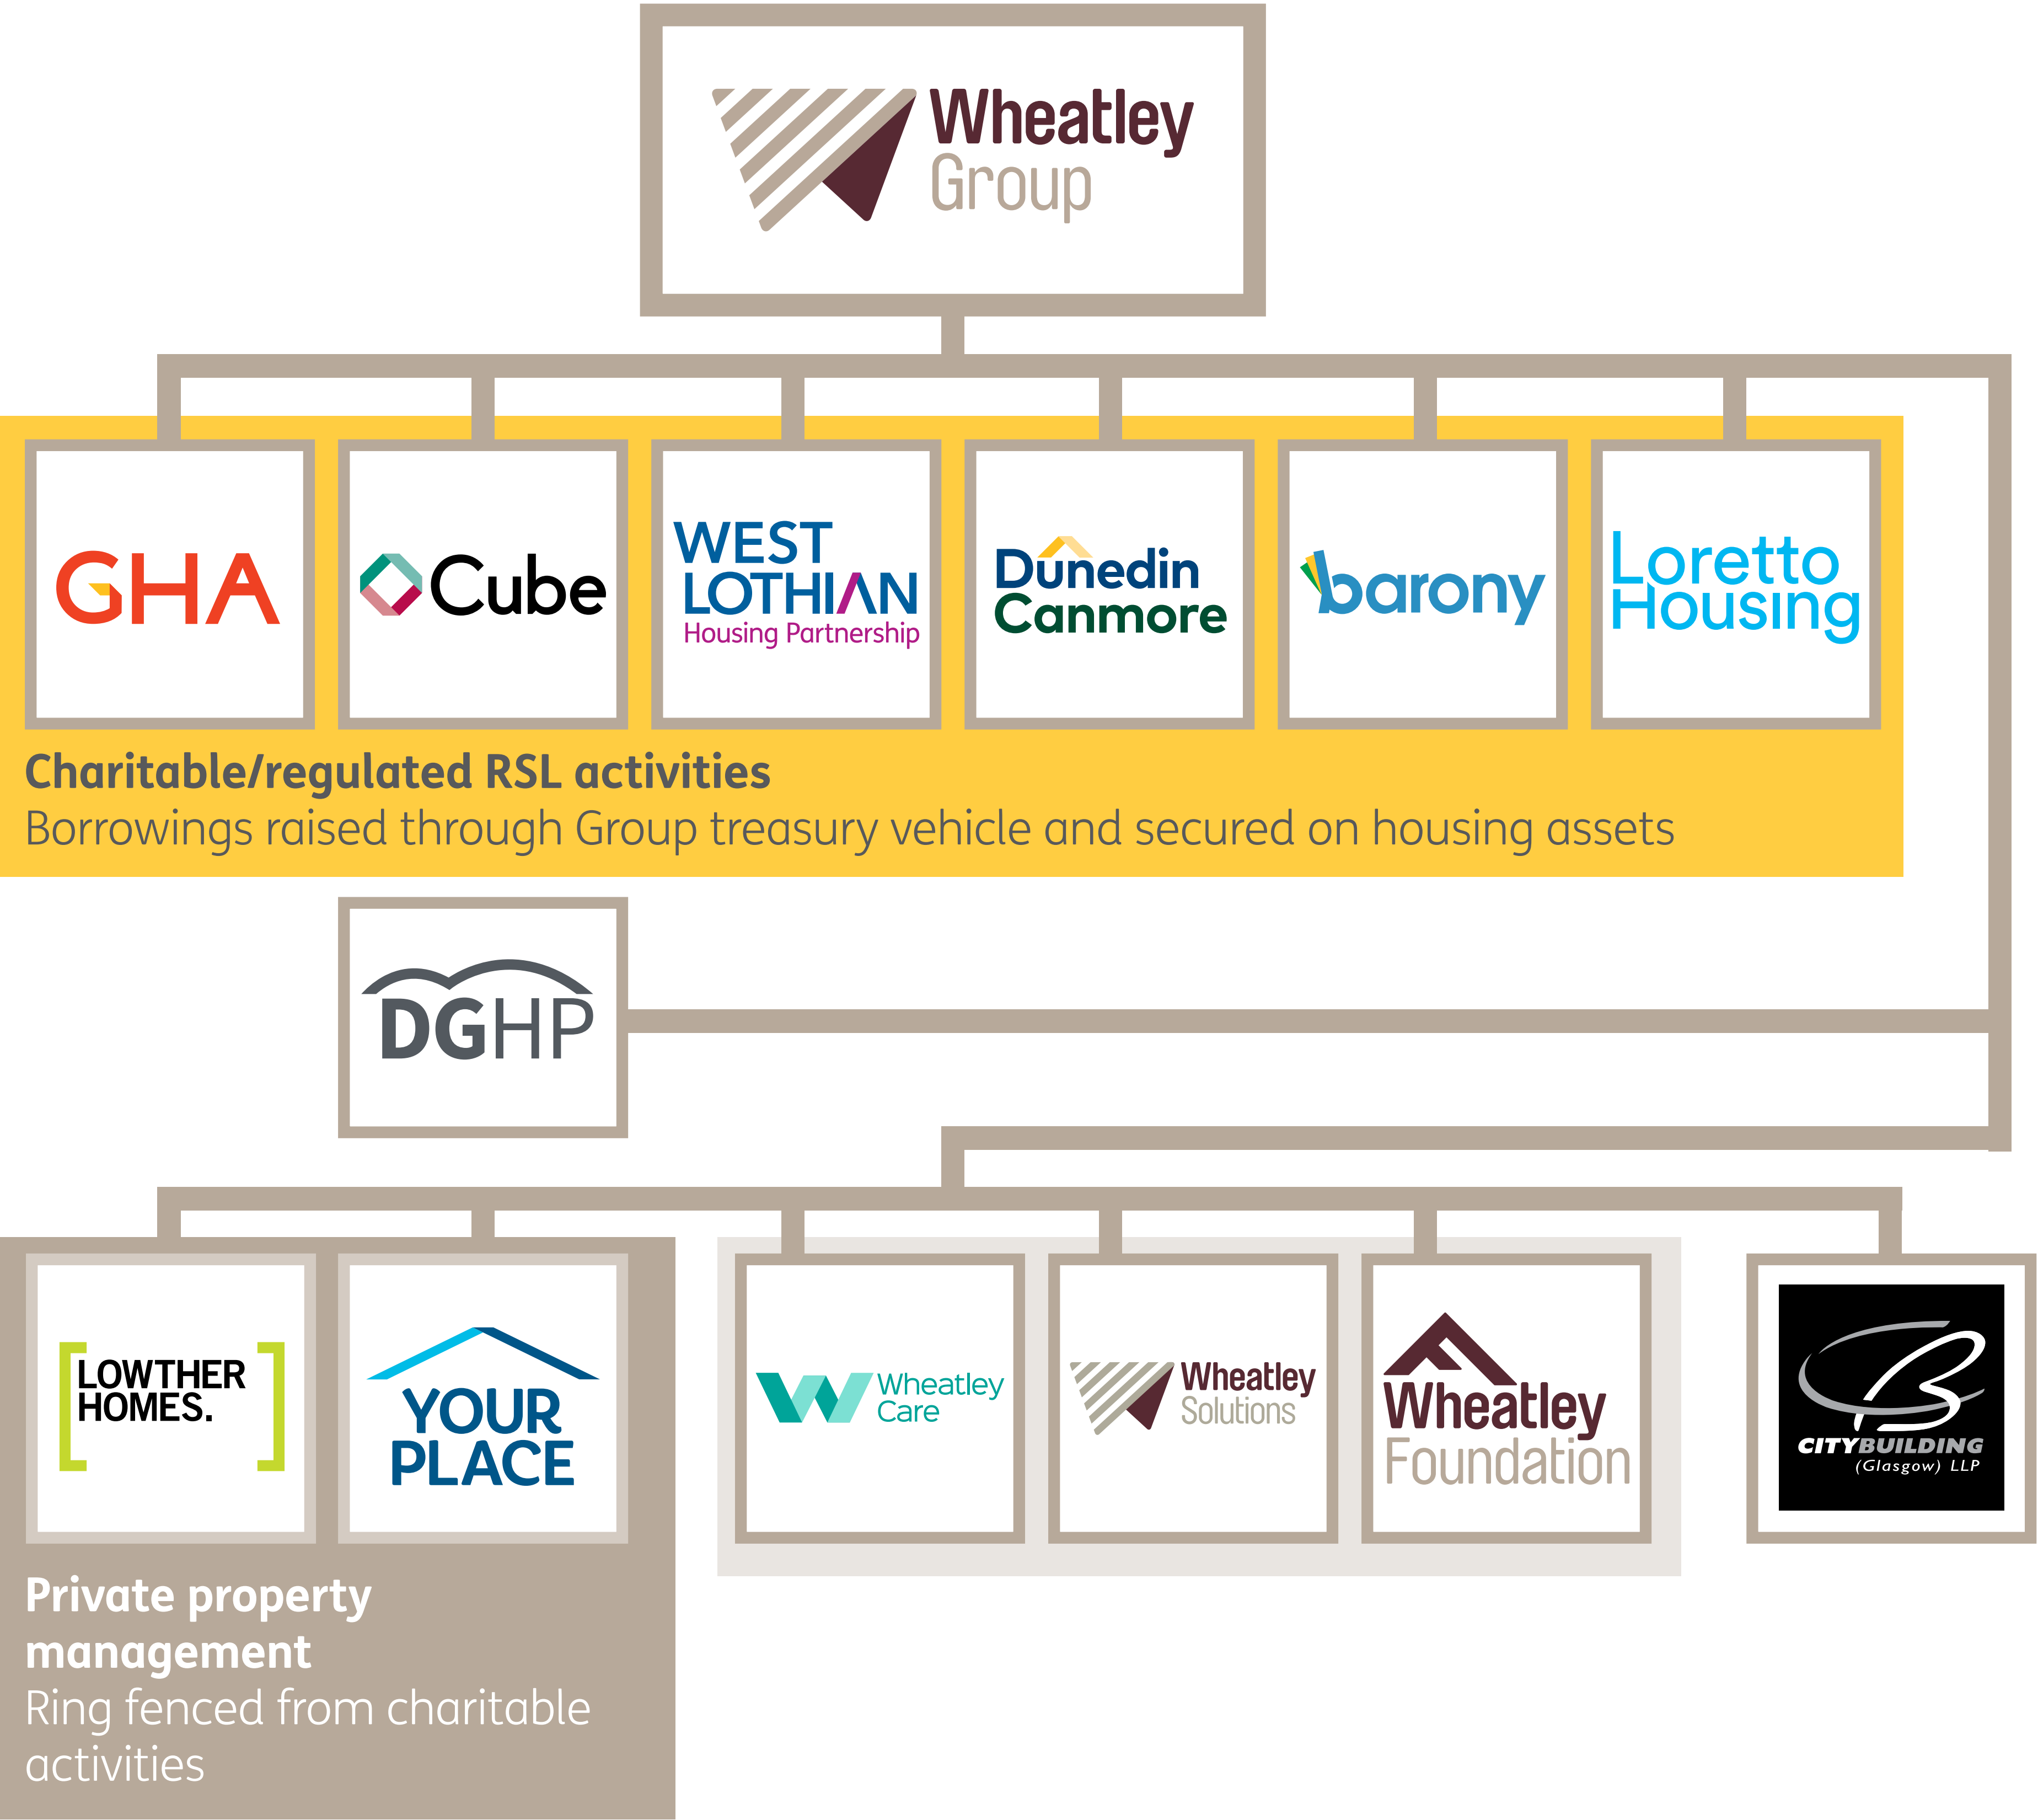 Wheatley
Group
GHA
Cube
WEST
LOTHIAN
Housing Partnership
Dunedin
Canmore
barony
Loretto
Housing
Charitable/regulated RSL activities
Borrowings raised through Group treasury vehicle and secured on housing assets
DGHP
LOWTHER
HOMES.
YOUR
PLACE
Wheatley
Care
Wheatley
Solutions
Wheatley
Foundation
CITYBUILDING
(Glasgow) LLP
Private property
management
Ring fenced from charitable
activities